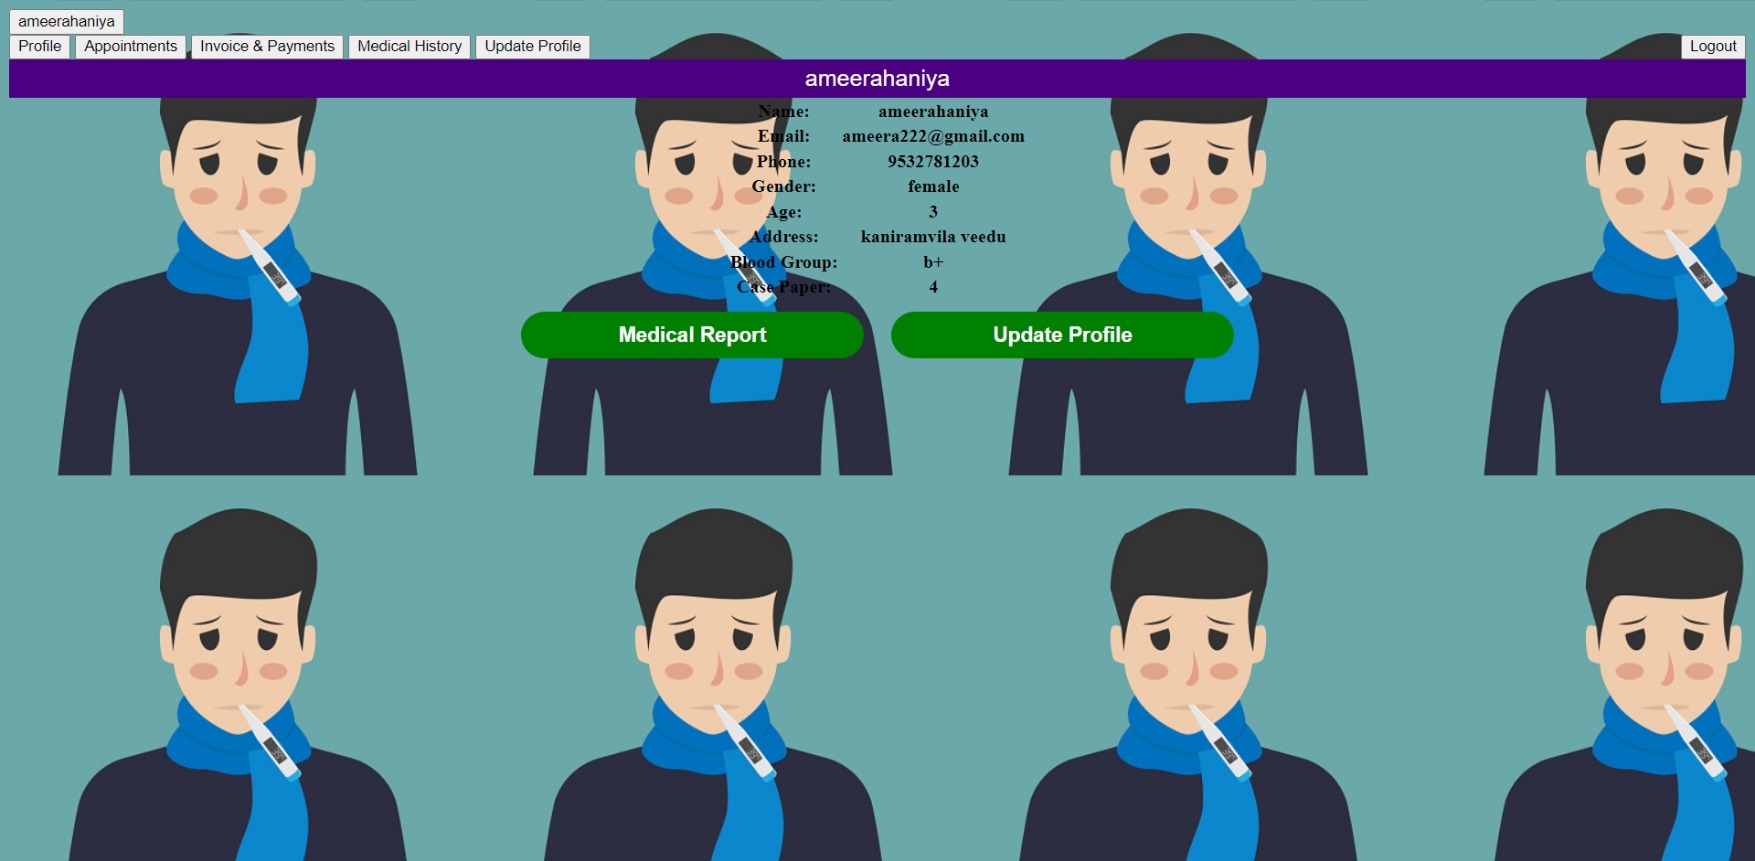 ameerahaniya
Profile Appointments Invoice & Payments Medical History Update Profile Logout
ameerahaniya
Name: ameerahaniya
Email: ameera222@gmail.com
Phone: 9532781203
Gender: female
Age: 3
Address: kaniramvila veedu
Blood Group: b+
Case Paper: 4
Medical Report Update Profile